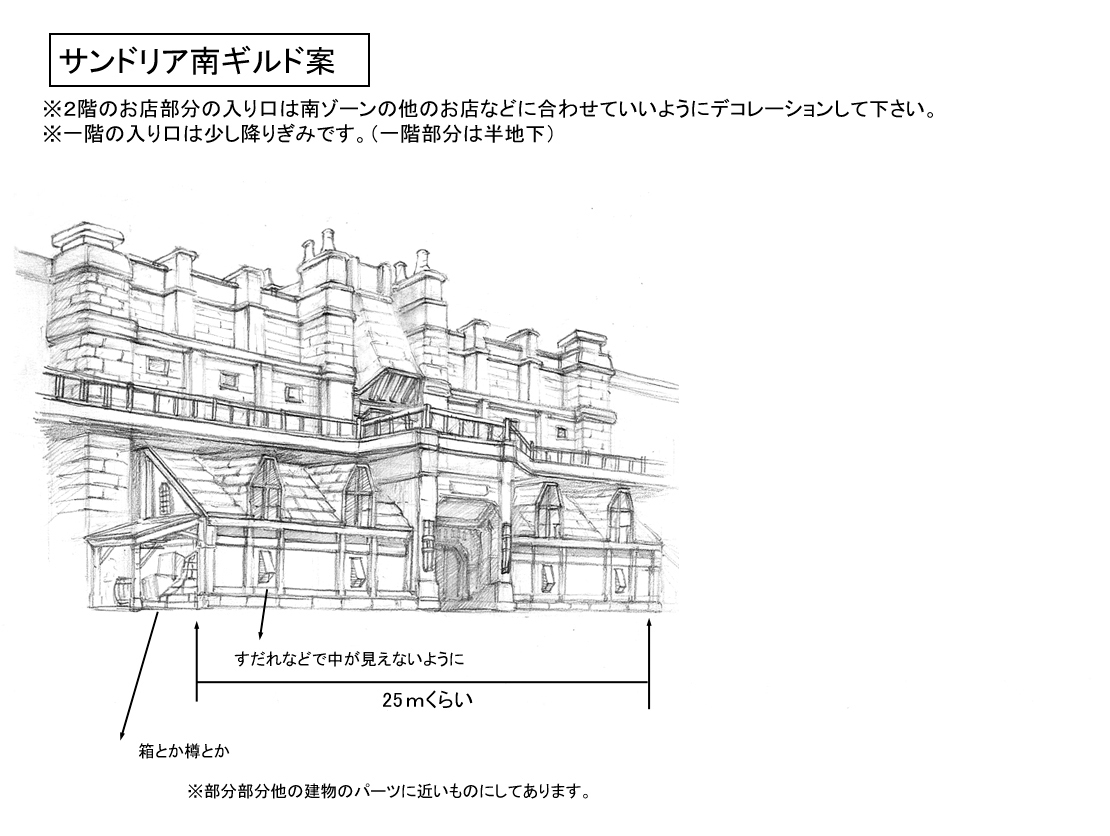 サンドリア南ギルド案
※２階のお店部分の入り口は南ゾーンの他のお店などに合わせていいようにデコレーションして下さい。
※一階の入り口は少し降りぎみです。（一階部分は半地下）
すだれなどで中が見えないように
25ｍくらい
箱とか樽とか
※部分部分他の建物のパーツに近いものにしてあります。